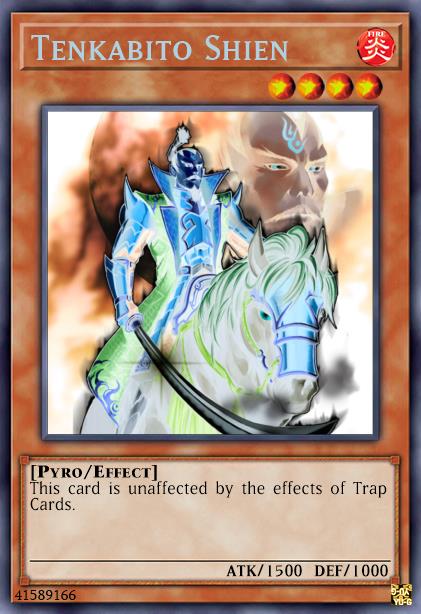 Tenkabito Shien
FIRE
炎
[Pyro/Effect]
This card is unaffected by the effects of Trap
Cards.
ATK/1500 DEF/1000
41589166